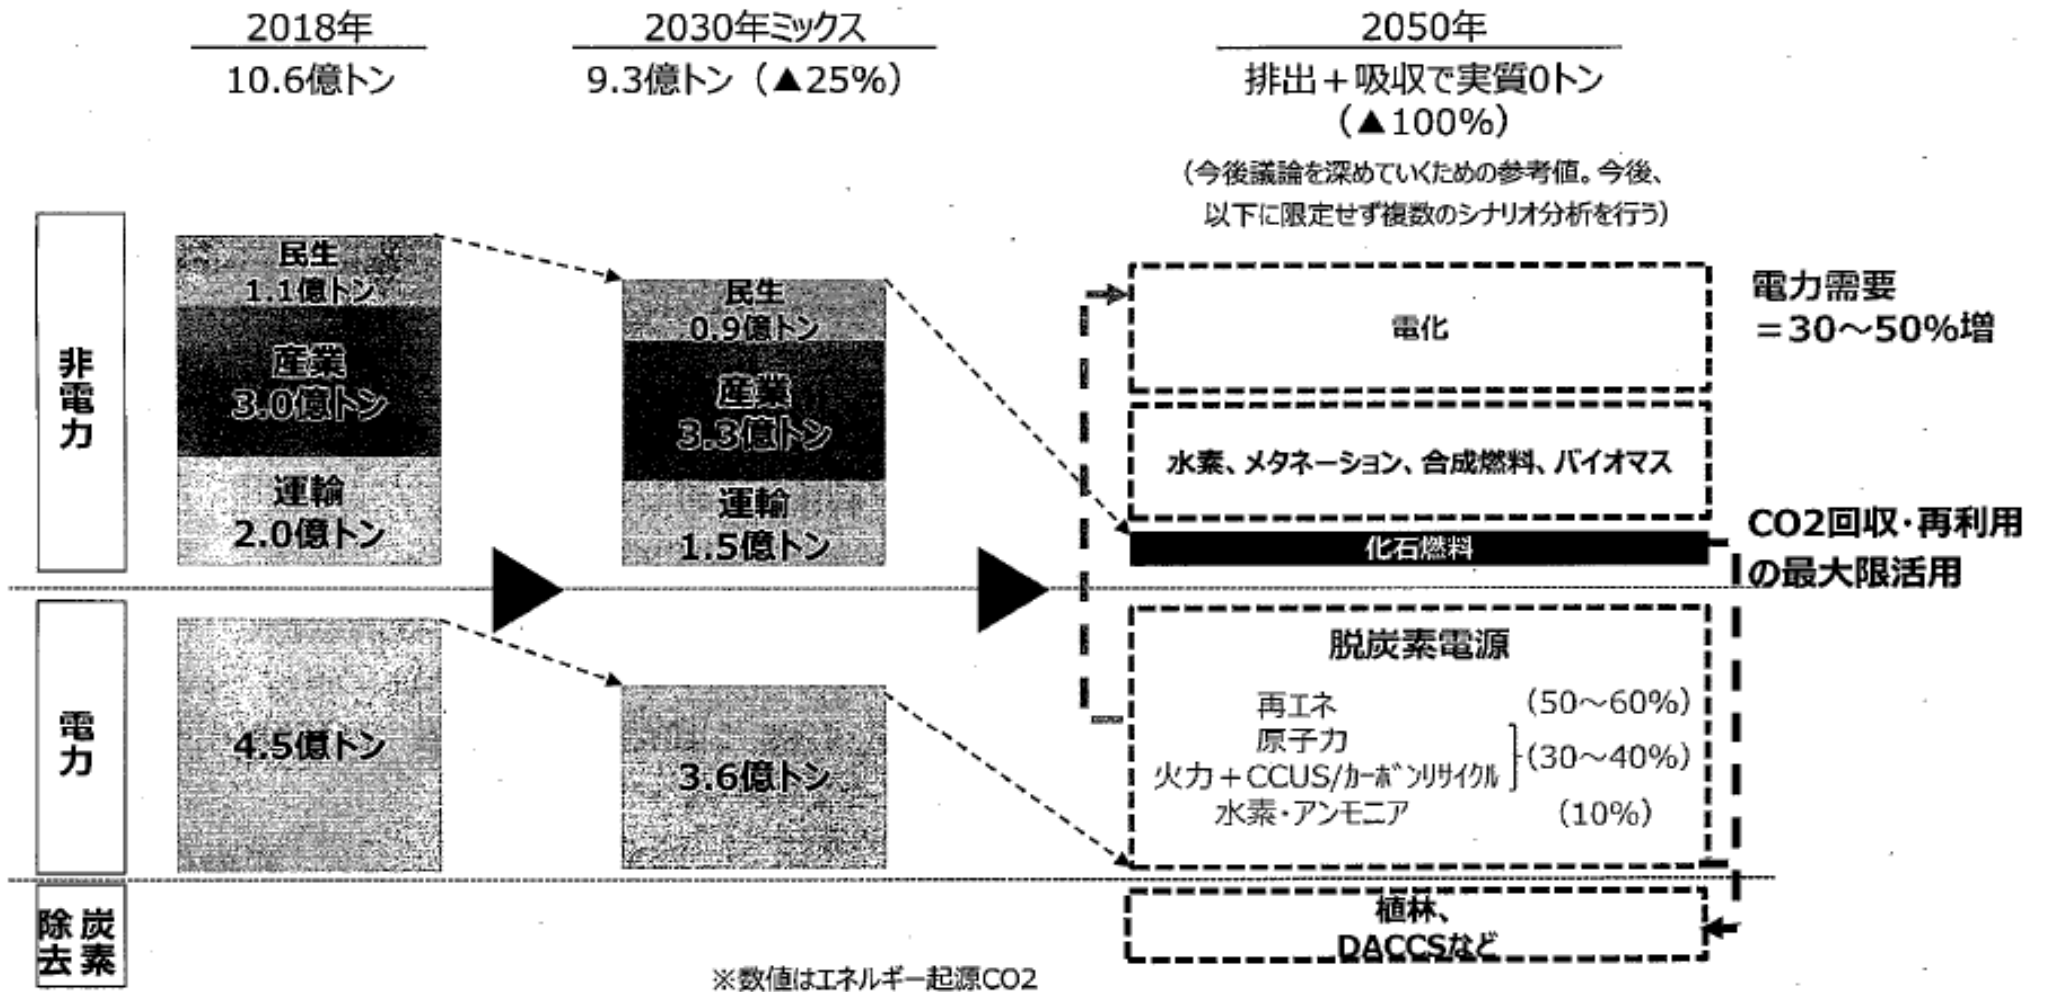 2018年
10.6億トン
2030年ミックス
9.3億トン（▲25%）
2050年
排出＋吸収で実質0トン
（▲100%）
（今後議論を深めていくための参考値。今後、
以下に限定せず複数のシナリオ分析を行う）
非電力
民生
1.1億トン
産業
3.0億トン
運輸
2.0億トン
民生
0.9億トン
産業
3.3億トン
運輸
1.5億トン
電化
電力需要
＝30～50%増
水素、メタネーション、合成燃料、バイオマス
化石燃料
CO2回収・再利用
の最大限活用
電力
4.5億トン
3.6億トン
脱炭素電源
再エネ （50～60%）
原子力
火力＋CCUS/カーボンリサイクル （30～40%）
水素・アンモニア （10%）
炭素除去
植林、
DACCSなど
※数値はエネルギー起源CO2